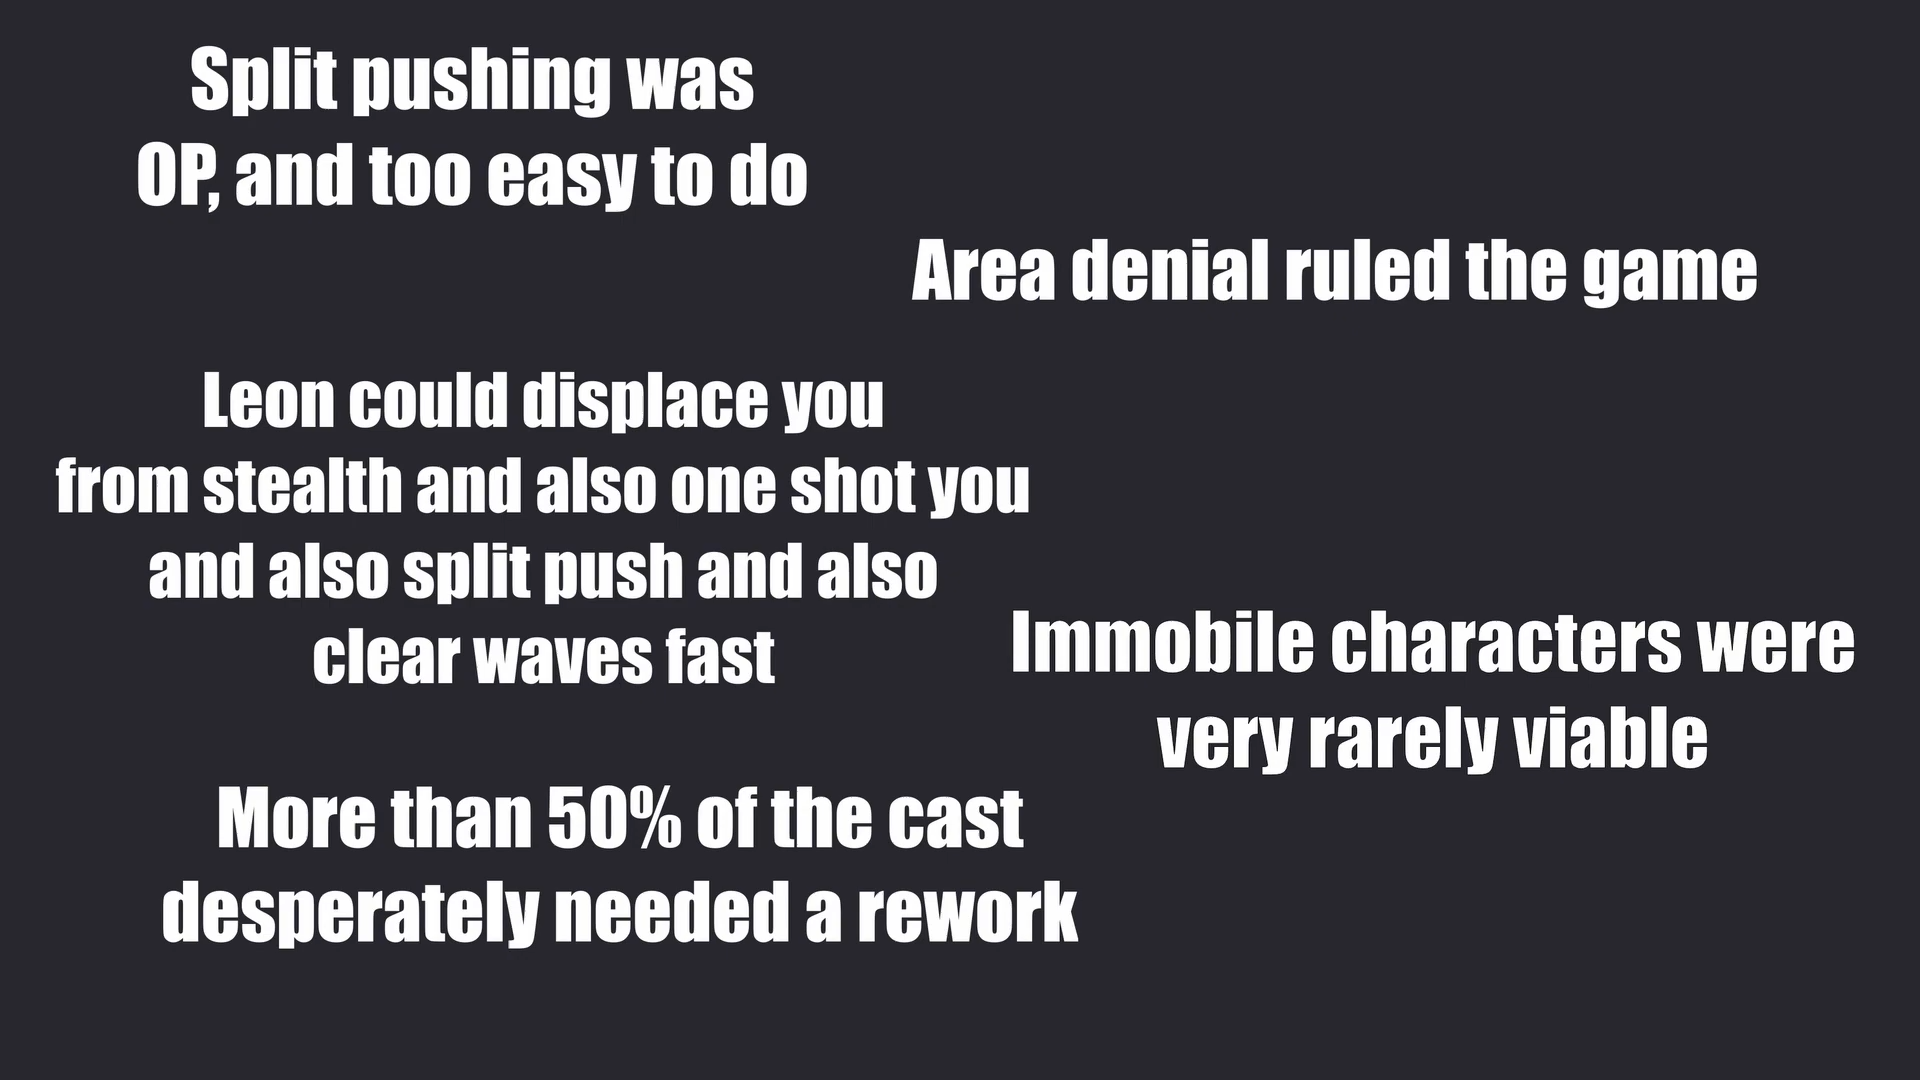 Split pushing was
OP, and too easy to do
Area denial ruled the game
Leon could displace you
from stealth and also one shot you
and also split push and also
clear waves fast
Immobile characters were
very rarely viable
More than 50% of the cast
desperately needed a rework